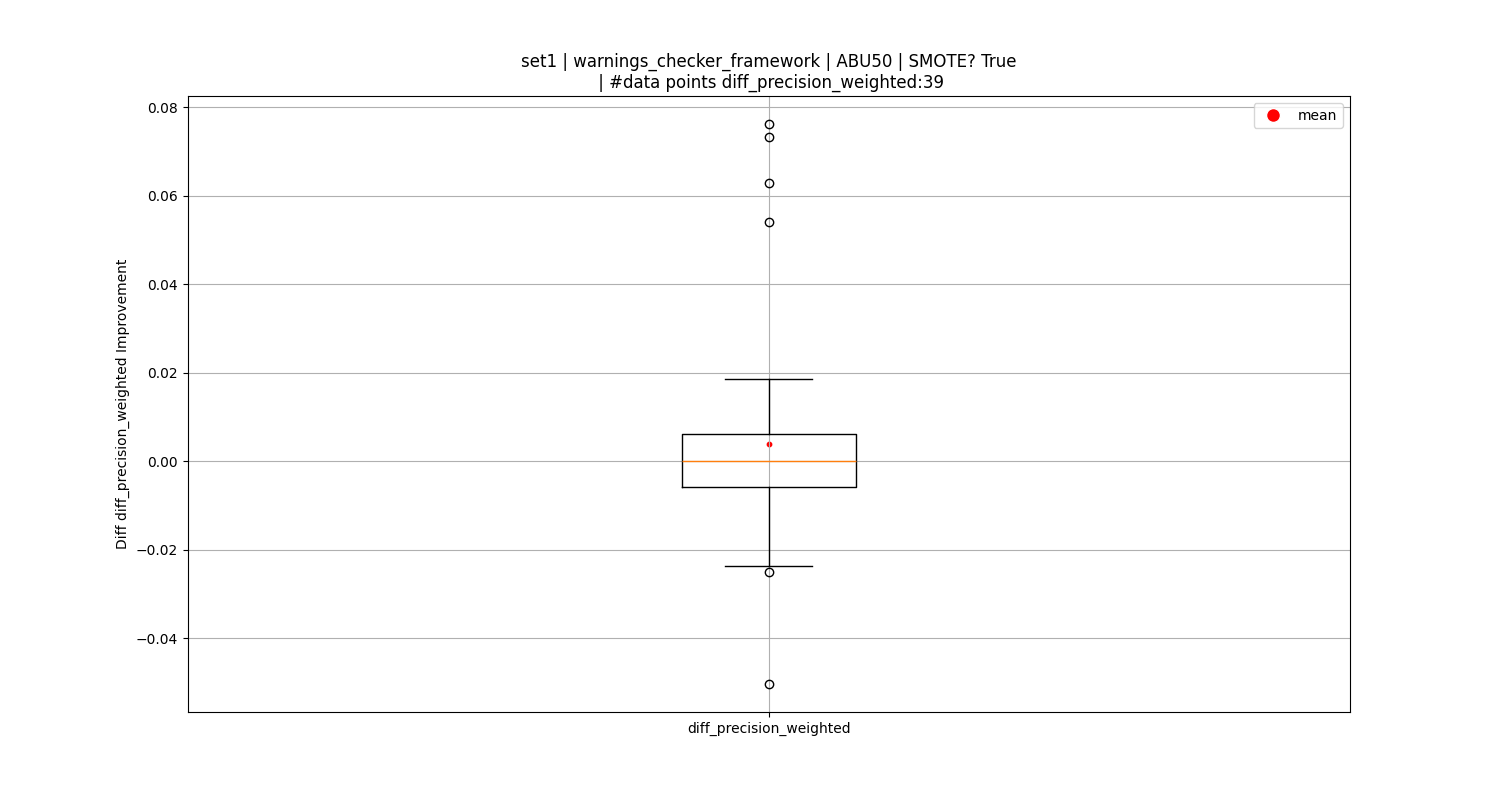 set1 | warnings_checker_framework | ABU50 | SMOTE? True
| #data points diff_precision_weighted:39
mean
0.08
0.06
0.04
0.02
0.00
−0.02
−0.04
Diff diff_precision_weighted Improvement
diff_precision_weighted